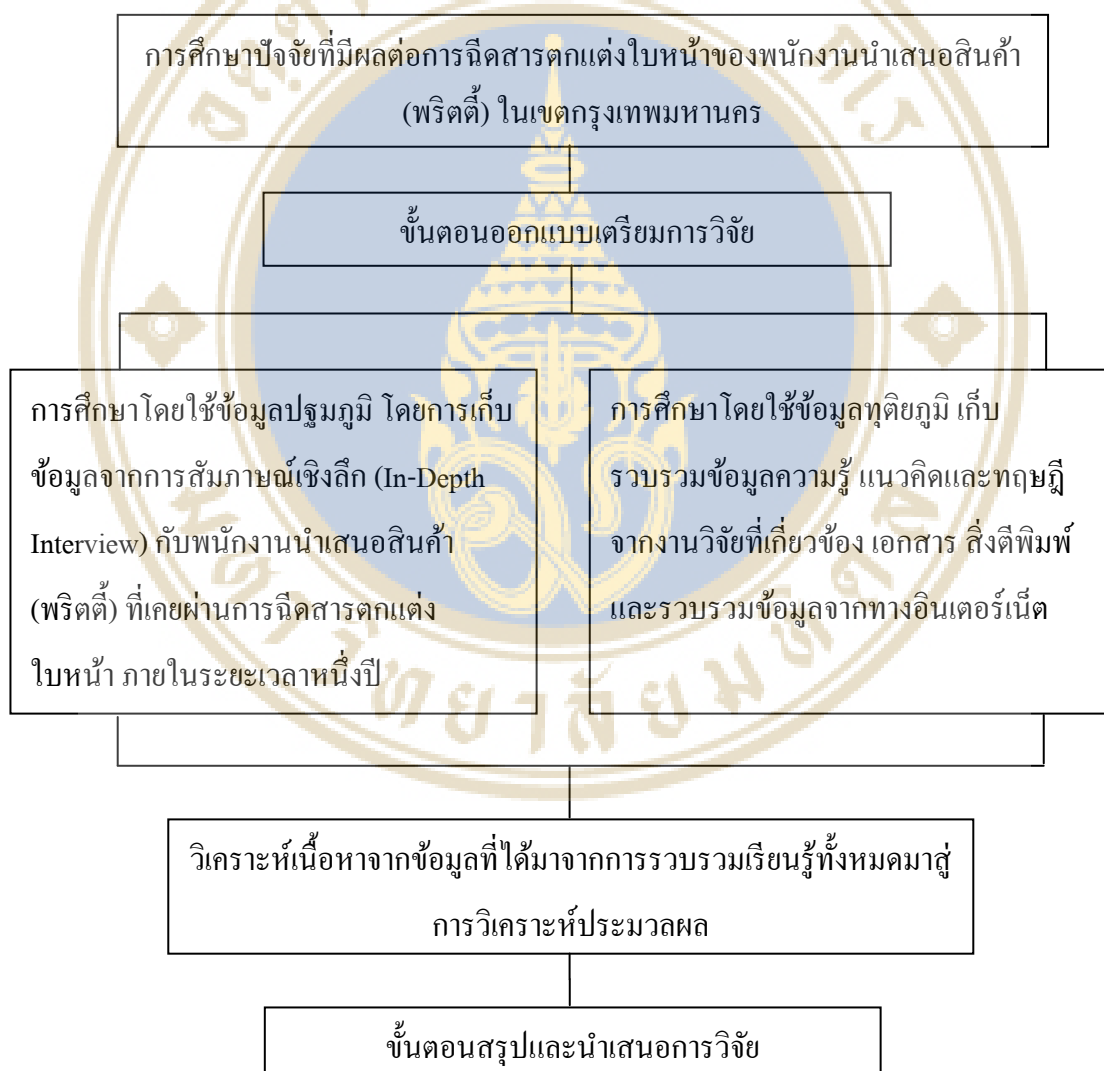 การศึกษาปัจจัยที่มีผลต่อการฉีดสารตกแต่งใบหน้าของพนักงานนำเสนอสินค้า
(พริตตี้) ในเขตกรุงเทพมหานคร
ขั้นตอนออกแบบเตรียมการวิจัย
การศึกษาโดยใช้ข้อมูลปฐมภูมิ โดยการเก็บ
ข้อมูลจากการสัมภาษณ์เชิงลึก (In-Depth
Interview) กับพนักงานนำเสนอสินค้า
(พริตตี้) ที่เคยผ่านการฉีดสารตกแต่ง
ใบหน้า ภายในระยะเวลาหนึ่งปี
การศึกษาโดยใช้ข้อมูลทุติยภูมิ เก็บ
รวบรวมข้อมูลความรู้ แนวคิดและทฤษฎี
จากงานวิจัยที่เกี่ยวข้อง เอกสาร สิ่งตีพิมพ์
และรวบรวมข้อมูลจากทางอินเตอร์เน็ต
วิเคราะห์เนื้อหาจากข้อมูลที่ได้มาจากการรวบรวมเรียนรู้ทั้งหมดมาสู่
การวิเคราะห์ประมวลผล
ขั้นตอนสรุปและนำเสนอการวิจัย
มหาวิทยาลัยมหิดล